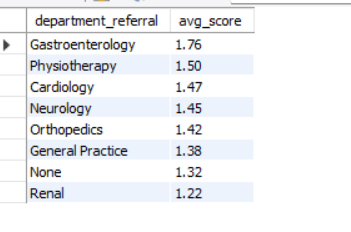 department_referral avg_score
Gastroenterology 1.76
Physiotherapy 1.50
Cardiology 1.47
Neurology 1.45
Orthopedics 1.42
General Practice 1.38
None 1.32
Renal 1.22